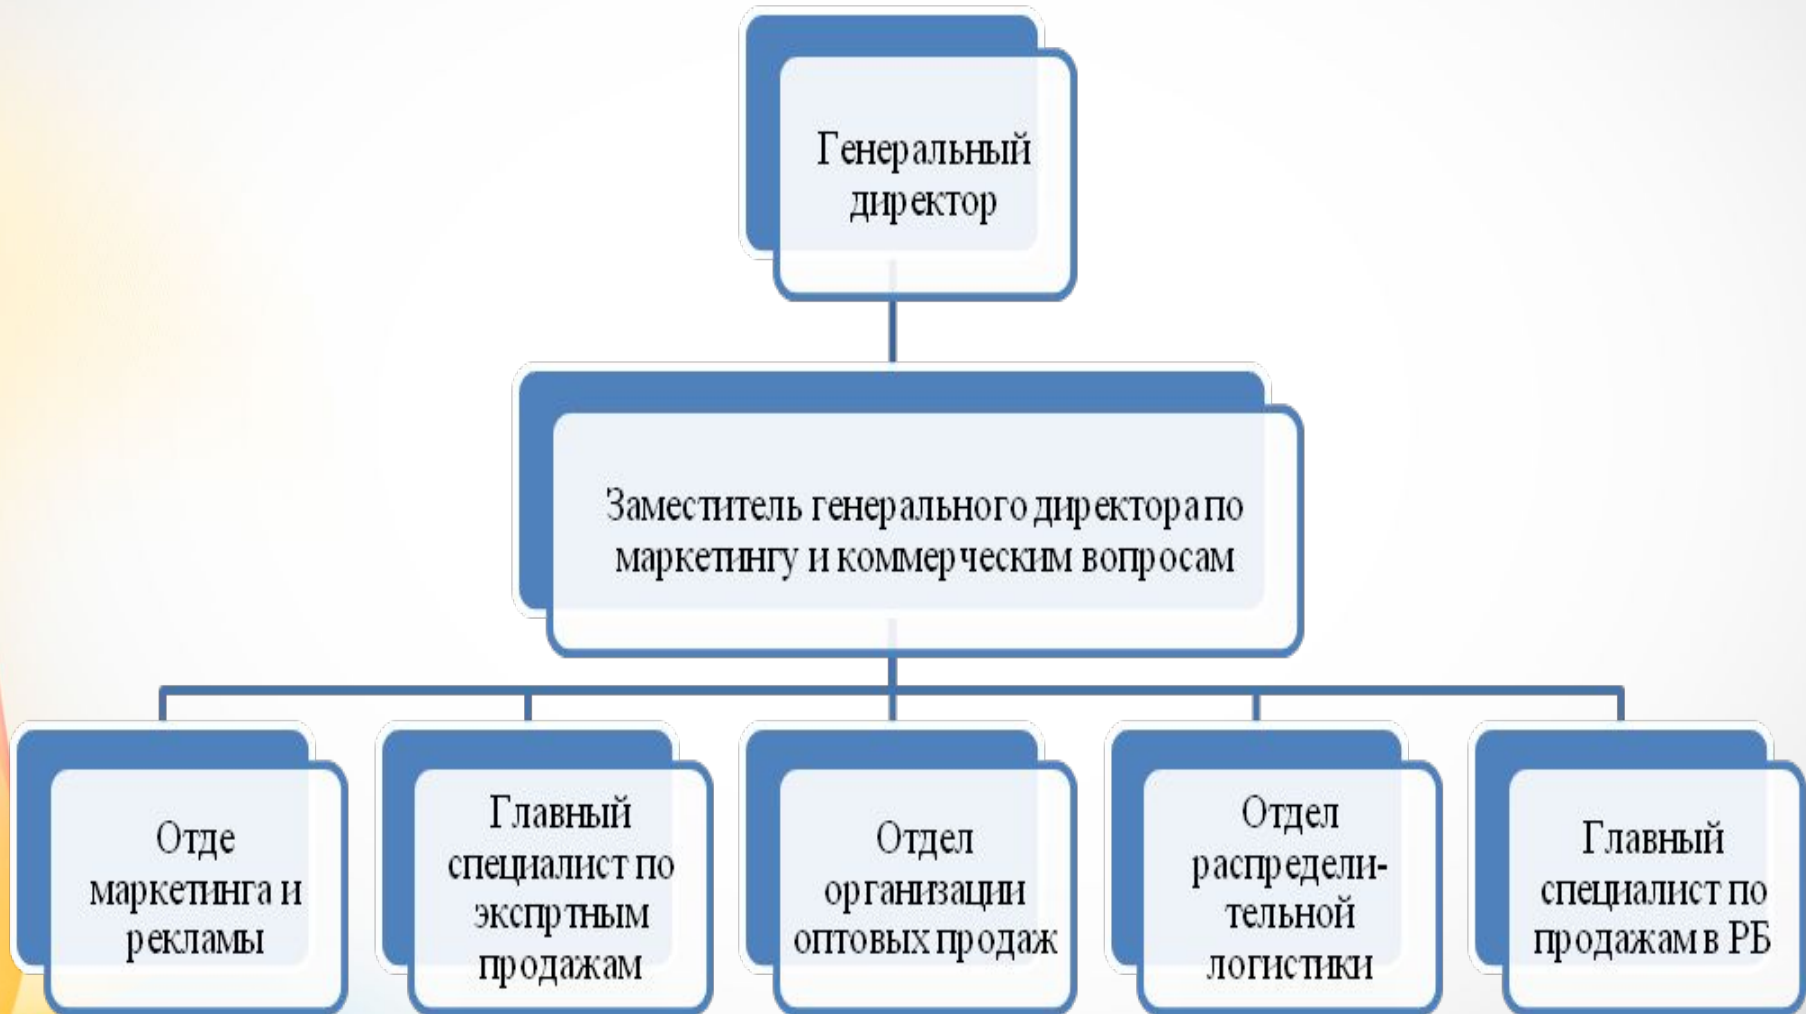 Генеральный
директор
Заместитель генерального директора по
маркетингу и коммерческим вопросам
Отде
маркетинга и
рекламы
Главный
специалист по
экспртным
продажам
Отдел
организации
оптовых продаж
Отдел
распредели-
тельной
логистики
Главный
специалист по
продажам в РБ